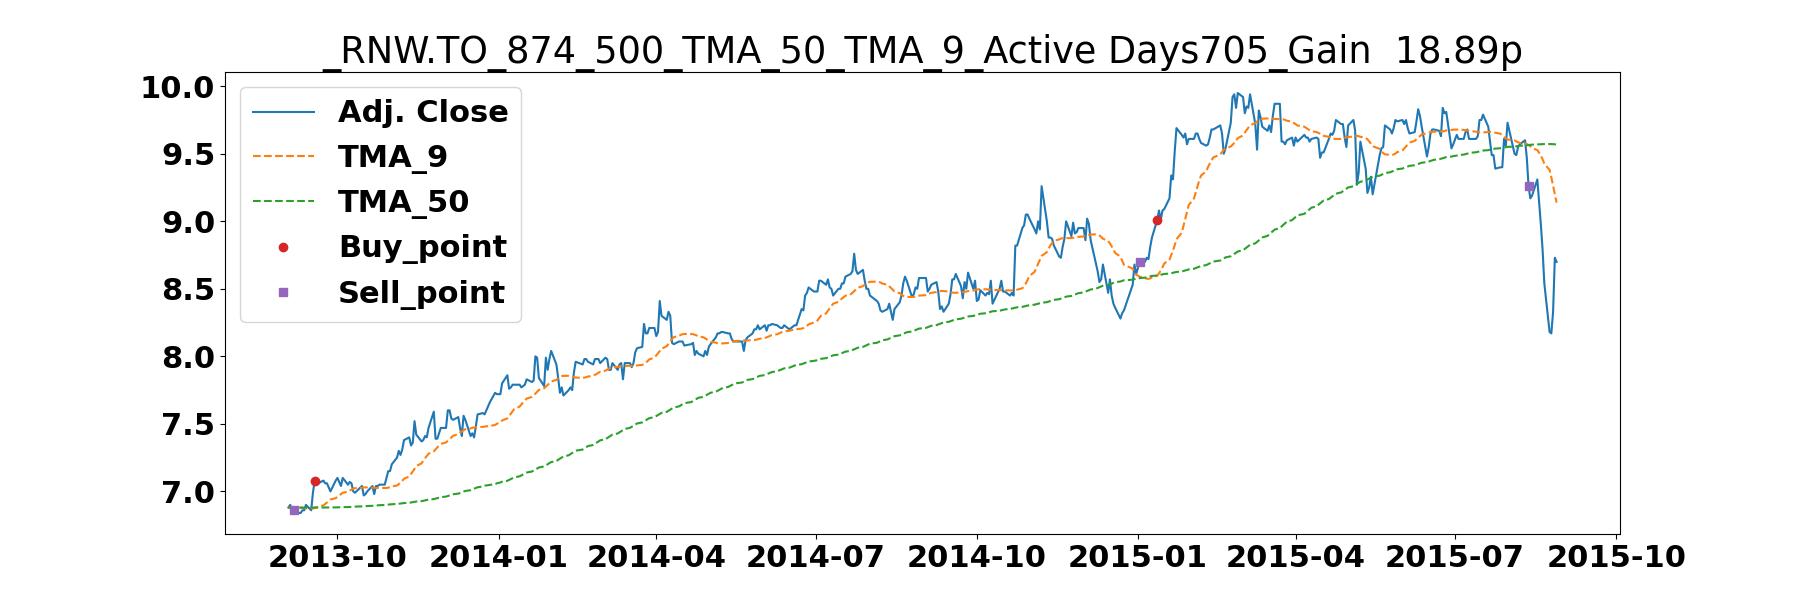 _RNW.TO_874_500_TMA_50_TMA_9_Active Days705_Gain  18.89p
10.0
9.5
9.0
8.5
8.0
7.5
7.0
Adj. Close
TMA_9
TMA_50
Buy_point
Sell_point
2013-10 2014-01 2014-04 2014-07 2014-10 2015-01 2015-04 2015-07 2015-10